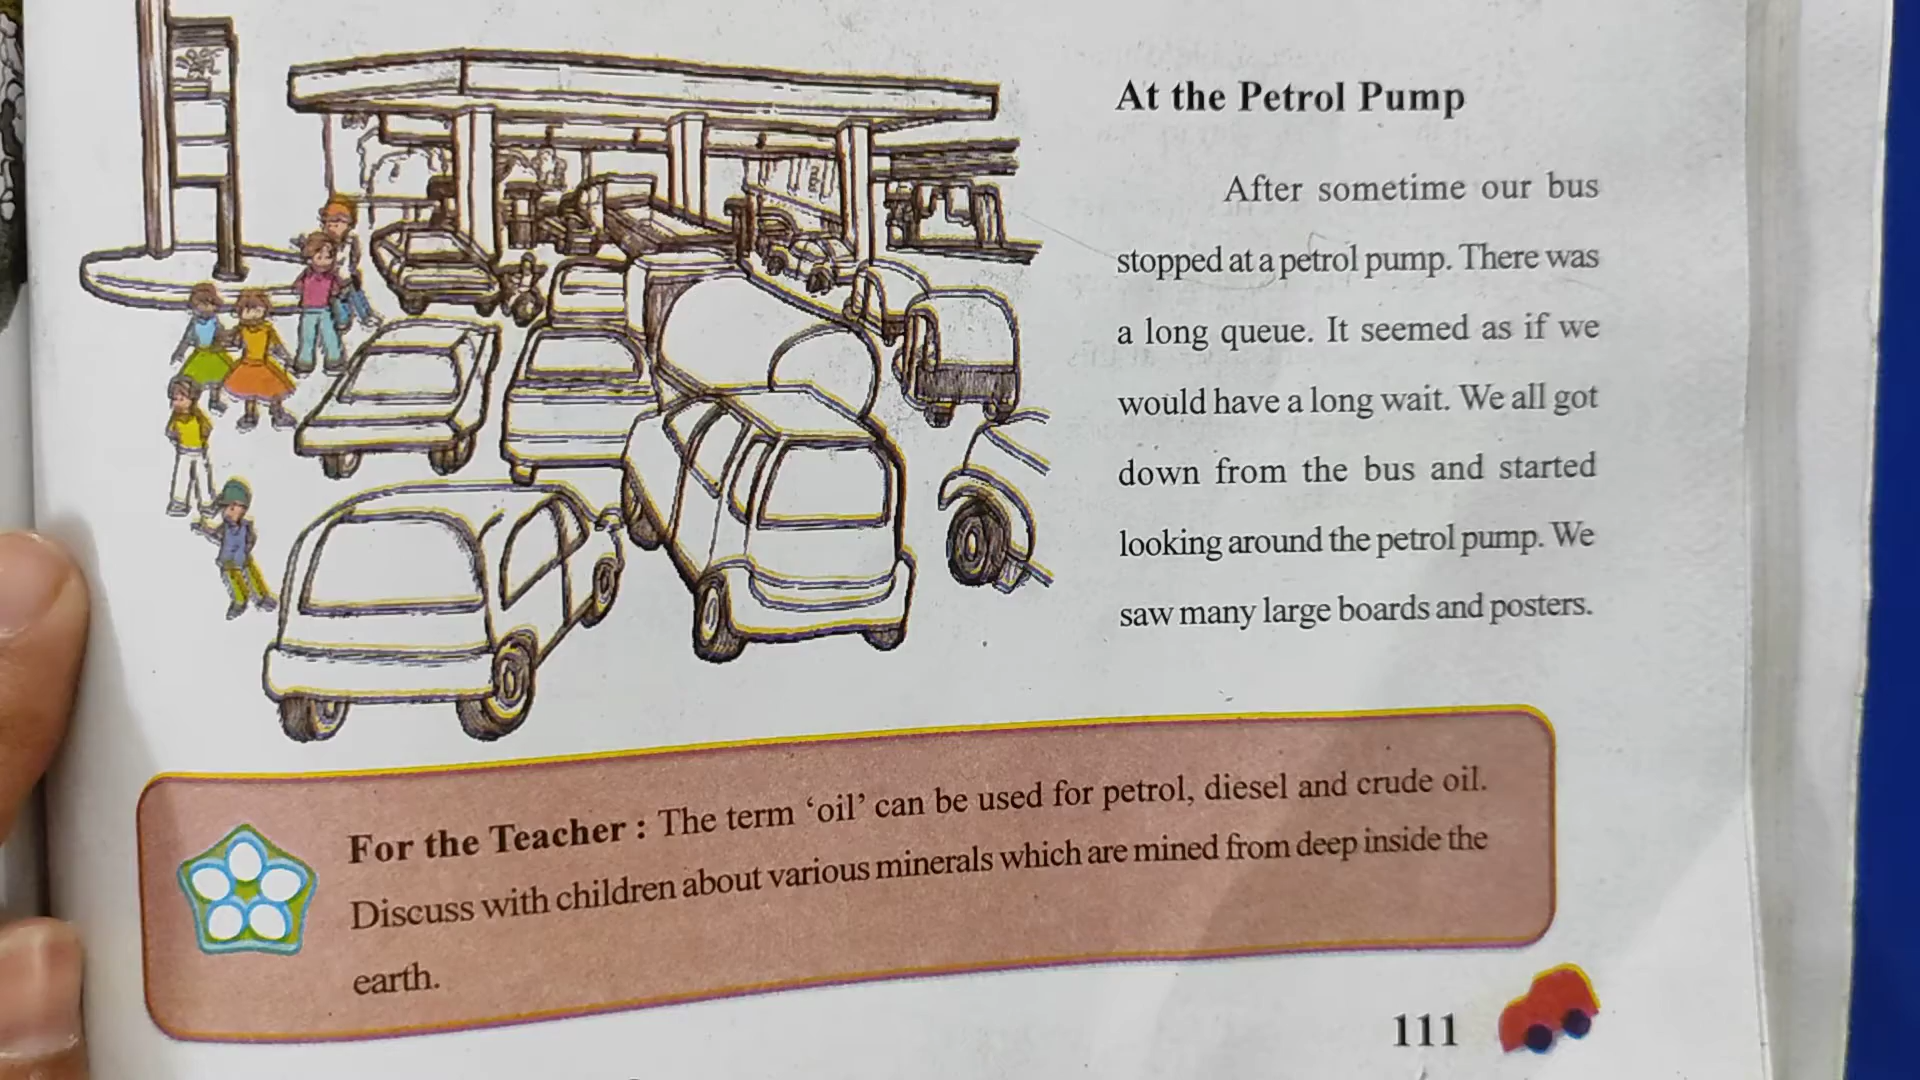 At the Petrol Pump
After sometime our bus
stopped at a petrol pump. There was
a long queue. It seemed as if we
would have a long wait. We all got
down from the bus and started
looking around the petrol pump. We
saw many large boards and posters.
For the Teacher : The term ‘oil’ can be used for petrol, diesel and crude oil.
Discuss with children about various minerals which are mined from deep inside the
earth.
111